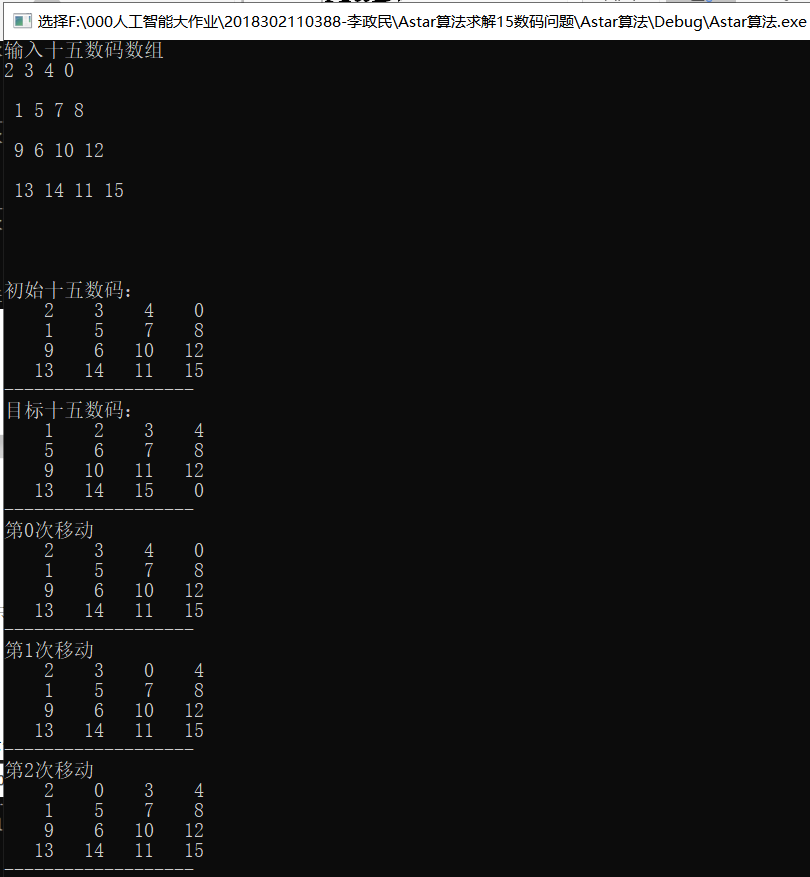 选择F:\000人工智能大作业\2018302110388-李政民\Astar算法求解15数码问题\Astar算法\Debug\Astar算法.exe
输入十五数码数组
2 3 4 0
1 5 7 8
9 6 10 12
13 14 11 15
初始十五数码:
2 3 4 0
1 5 7 8
9 6 10 12
13 14 11 15
-------------------
目标十五数码:
1 2 3 4
5 6 7 8
9 10 11 12
13 14 15 0
-------------------
第0次移动
2 3 4 0
1 5 7 8
9 6 10 12
13 14 11 15
-------------------
第1次移动
2 3 0 4
1 5 7 8
9 6 10 12
13 14 11 15
-------------------
第2次移动
2 0 3 4
1 5 7 8
9 6 10 12
13 14 11 15
-------------------